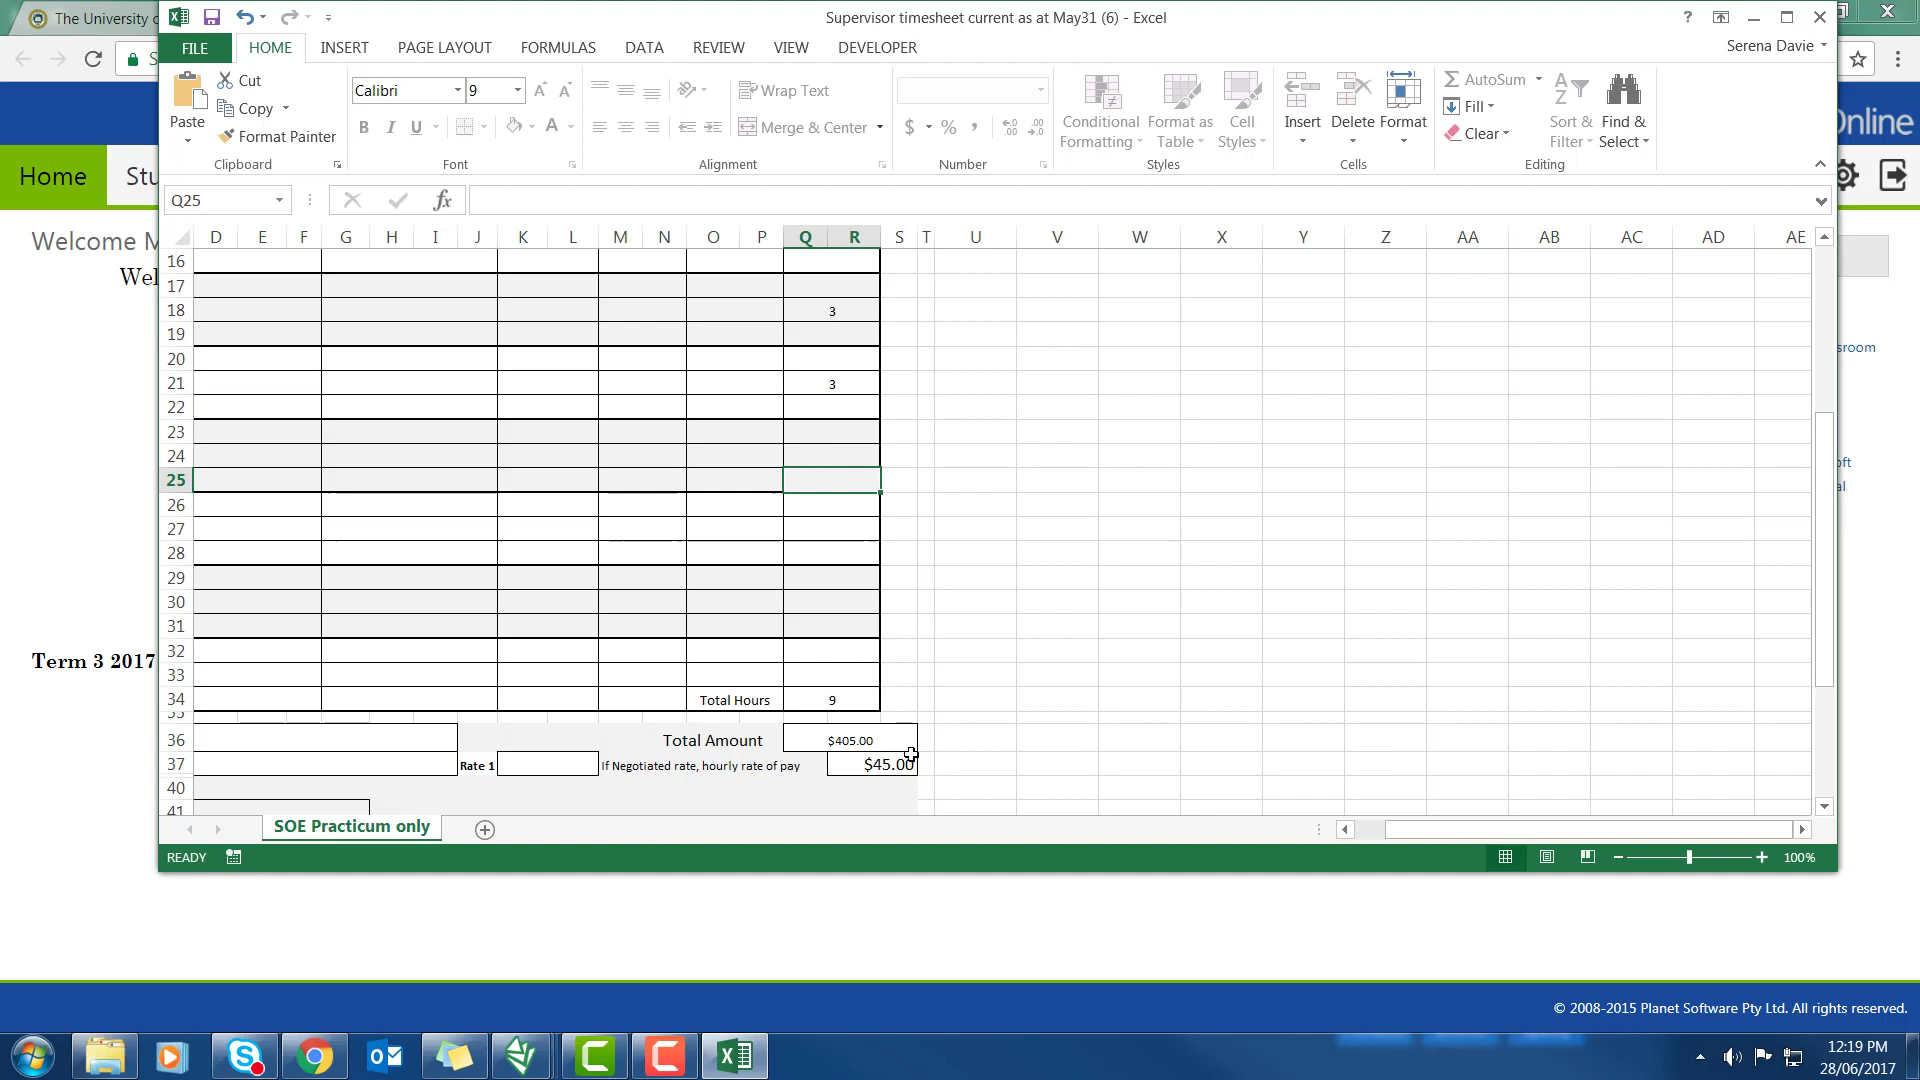 The University o
Supervisor timesheet current as at May31 (6) - Excel
FILE HOME INSERT PAGE LAYOUT FORMULAS DATA REVIEW VIEW DEVELOPER
Serena Davie
Paste
Cut
Copy
Format Painter
Clipboard
Calibri 9
B I U A
Font
Wrap Text
Merge & Center
Alignment
$ % ,
Number
Conditional Formatting
Format as Table
Cell Styles
Styles
Insert
Delete
Format
Cells
AutoSum
Fill
Clear
Sort & Filter
Find & Select
Editing
Q25
fx
Online
Home Stu
Welcome M
Wel
Term 3 2017
sroom
oft
al
D E F G H I J K L M N O P Q R S T U V W X Y Z AA AB AC AD AE
16
17
18 3
19
20
21 3
22
23
24
25
26
27
28
29
30
31
32
33
34 Total Hours 9
35
36 Total Amount $405.00
37 Rate 1 If Negotiated rate, hourly rate of pay $45.00
40
41
SOE Practicum only
READY
100%
© 2008-2015 Planet Software Pty Ltd. All rights reserved.
12:19 PM
28/06/2017